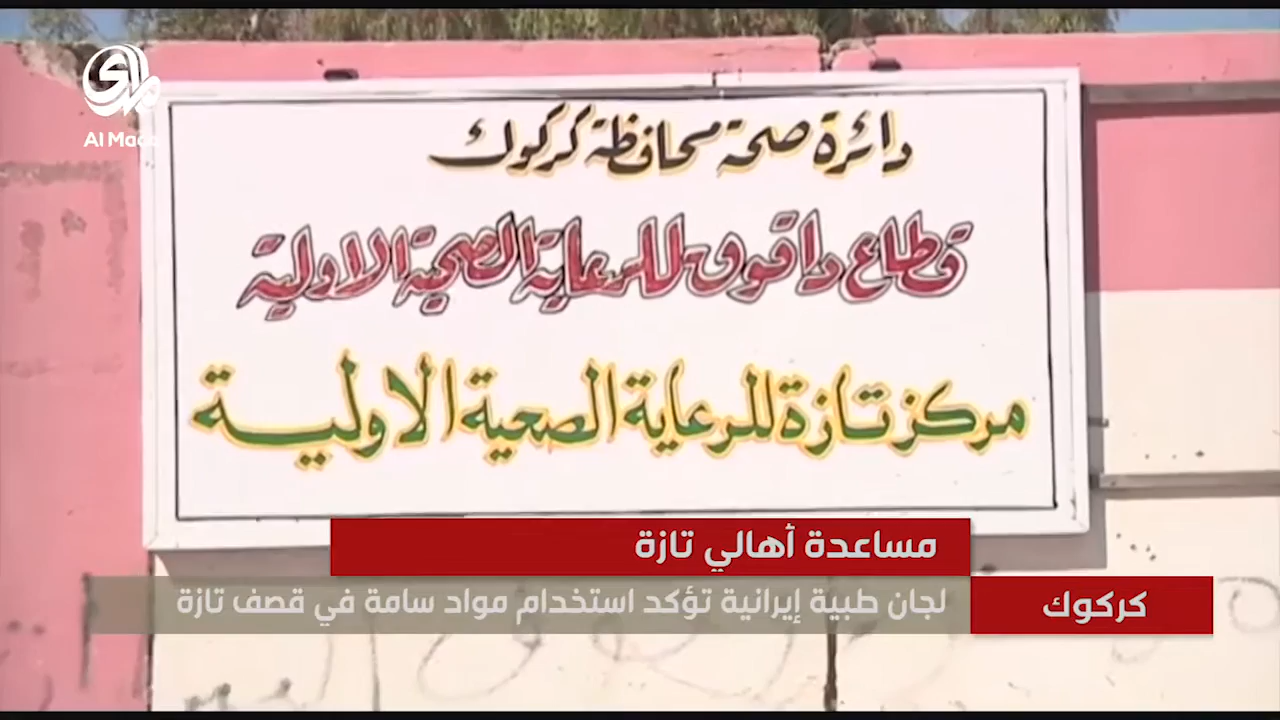 مدى
Al Mada
دائرة صحة محافظة كركوك
قطاع داقوق للرعاية الصحية الاولية
مركز تازة للرعاية الصحية الاولية
مساعدة أهالي تازة
كركوك
لجان طبية إيرانية تؤكد استخدام مواد سامة في قصف تازة